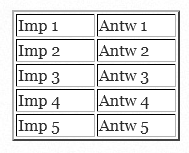 Imp 1 Antw 1
Imp 2 Antw 2
Imp 3 Antw 3
Imp 4 Antw 4
Imp 5 Antw 5